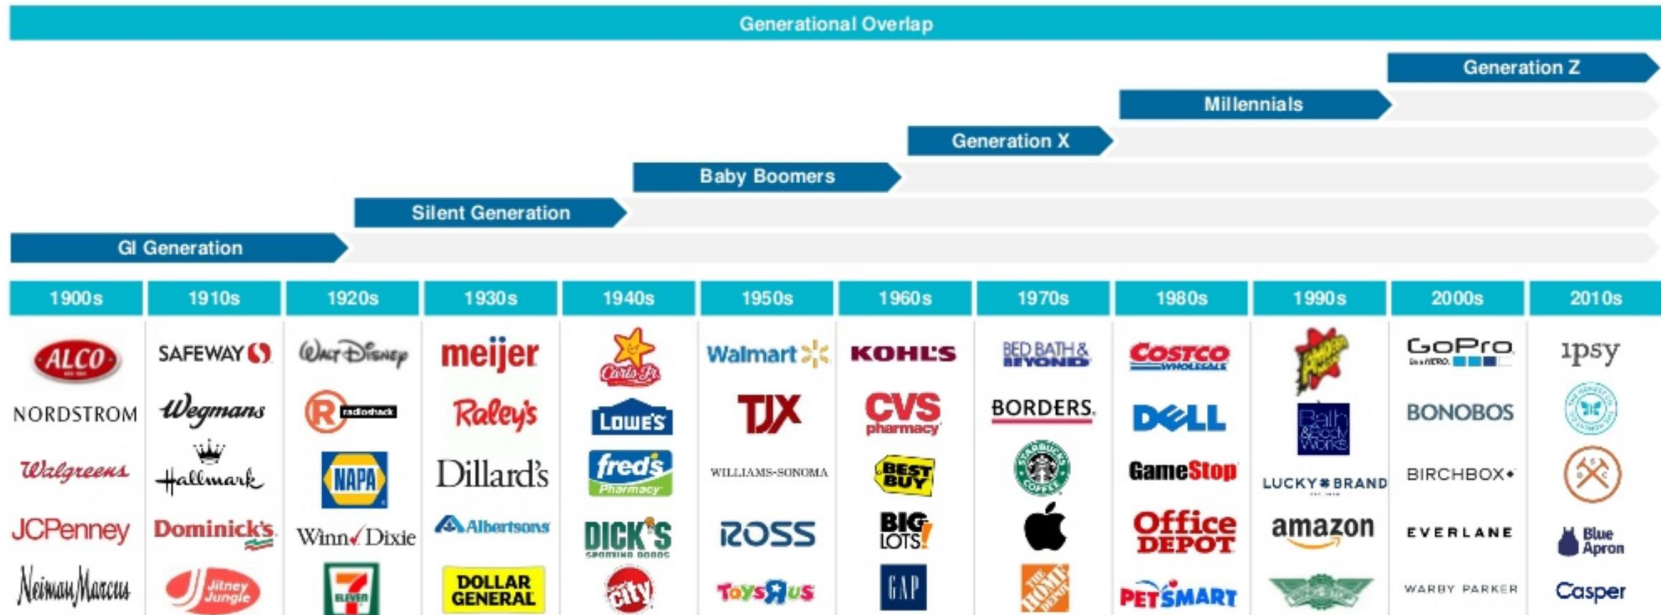 Generational Overlap
Generation Z
Millennials
Generation X
Baby Boomers
Silent Generation
GI Generation
1900s 1910s 1920s 1930s 1940s 1950s 1960s 1970s 1980s 1990s 2000s 2010s
ALCO
NORDSTROM
Walgreens
JCPenney
Neiman Marcus
SAFEWAY
Wegmans
Hallmark
Dominick's
Jitney
Jungle
WALT DISNEY
R radioshack
NAPA
Winn Dixie
7 ELEVEN
meijer
Raley's
Dillard's
Albertsons
DOLLAR
GENERAL
Carl's Jr.
LOWE'S
fred's
Pharmacy
DICK'S
SPORTING GOODS
city
Walmart
TJX
WILLIAMS-SONOMA
ROSS
ToysRus
KOHL'S
CVS
pharmacy
BEST
BUY
BIG
LOTS!
GAP
BED BATH &
BEYOND
BORDERS.
STARBUCKS
COFFEE
THE
HOME
DEPOT
COSTCO
WHOLESALE
DELL
GameStop
Office
DEPOT
PETSMART
Bath
& Body
Works
LUCKY BRAND
amazon
WINGSTOP
GoPro
Be a HERO.
BONOBOS
BIRCHBOX
EVERLANE
WARBY PARKER
ipsy
S C
Blue
Apron
Casper